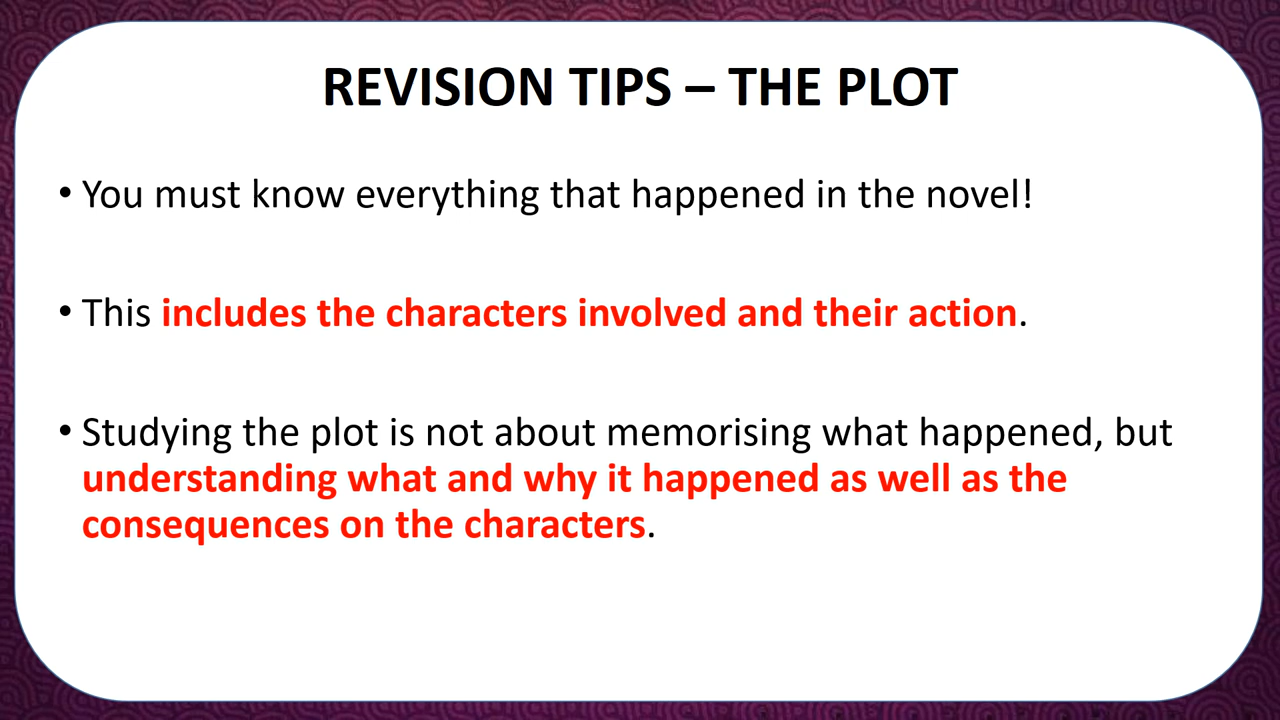 REVISION TIPS – THE PLOT
• You must know everything that happened in the novel!
• This includes the characters involved and their action.
• Studying the plot is not about memorising what happened, but
understanding what and why it happened as well as the
consequences on the characters.